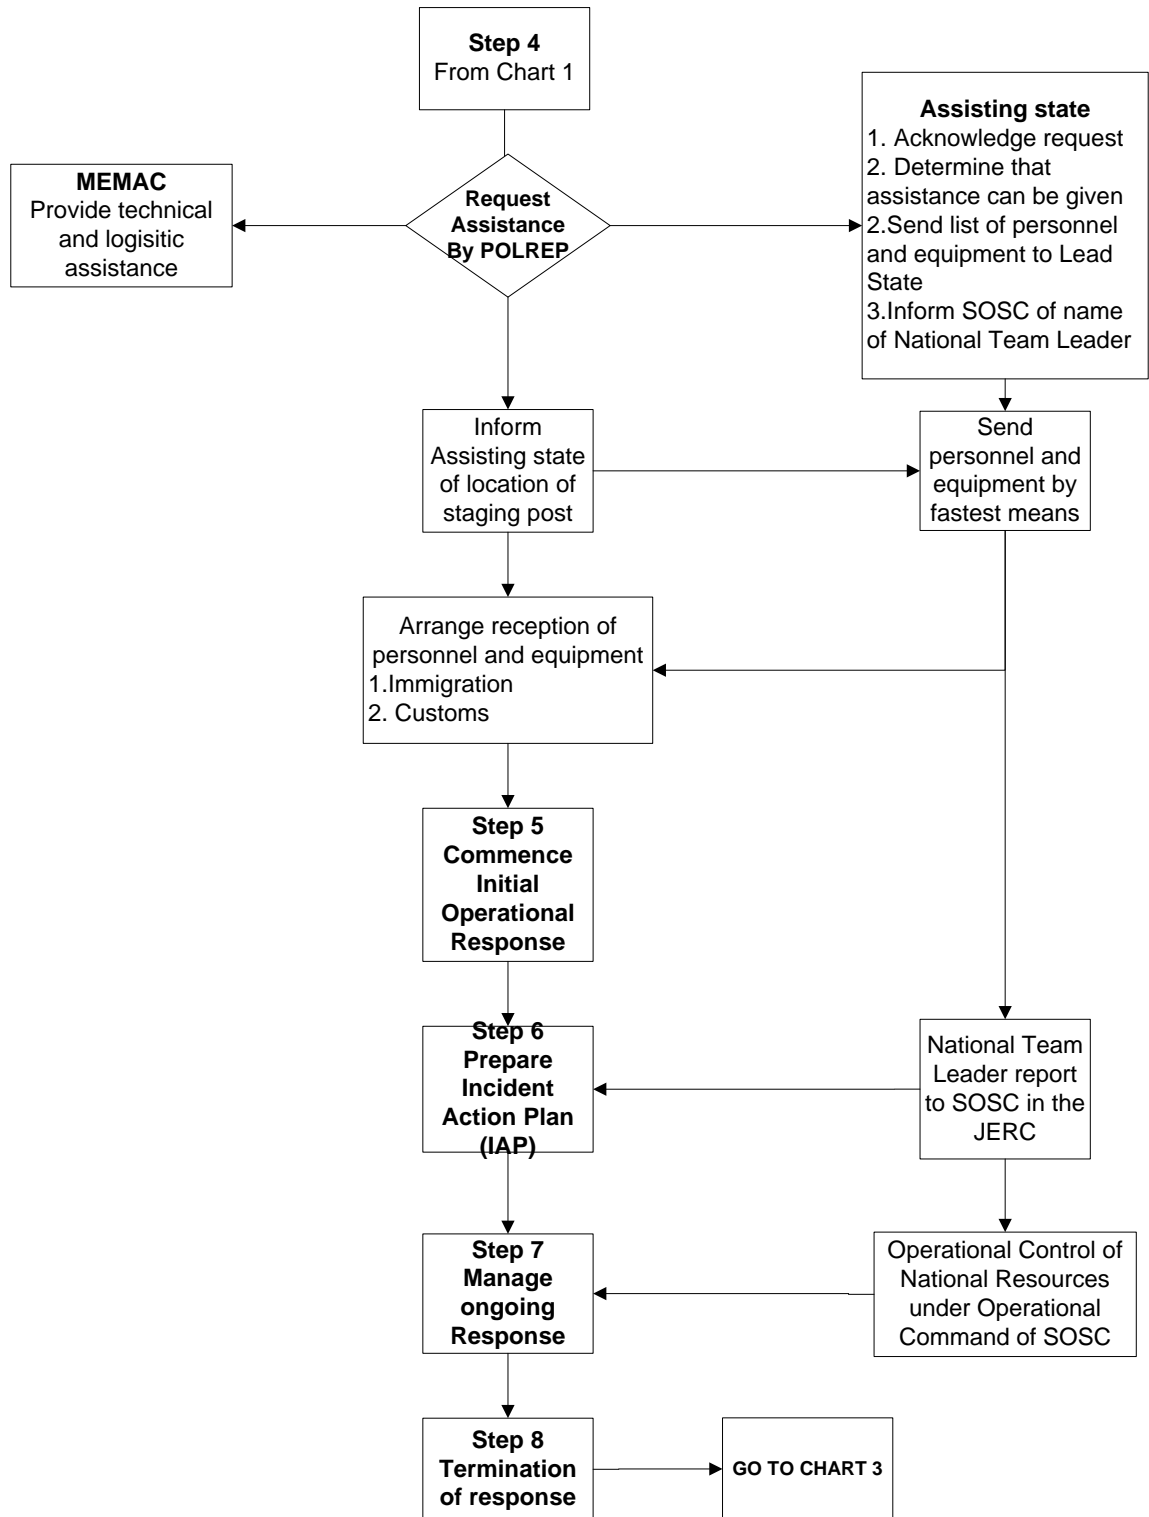 Step 4
From Chart 1
Assisting state
1. Acknowledge request
2. Determine that
assistance can be given
2.Send list of personnel
and equipment to Lead
State
3.Inform SOSC of name
of National Team Leader
MEMAC
Provide technical
and logisitic
assistance
Request
Assistance
By POLREP
Inform
Assisting state
of location of
staging post
Send
personnel and
equipment by
fastest means
Arrange reception of
personnel and equipment
1.Immigration
2. Customs
Step 5
Commence
Initial
Operational
Response
Step 6
Prepare
Incident
Action Plan
(IAP)
National Team
Leader report
to SOSC in the
JERC
Step 7
Manage
ongoing
Response
Operational Control of
National Resources
under Operational
Command of SOSC
Step 8
Termination
of response
GO TO CHART 3